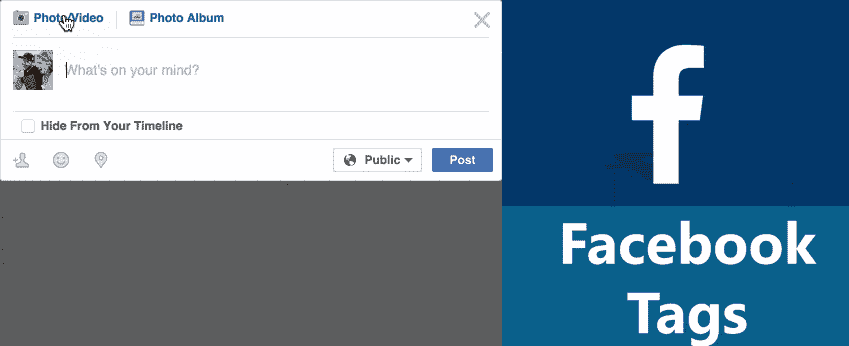 Photo/Video
Photo Album
What's on your mind?
Hide From Your Timeline
Public
Post
f
Facebook
Tags